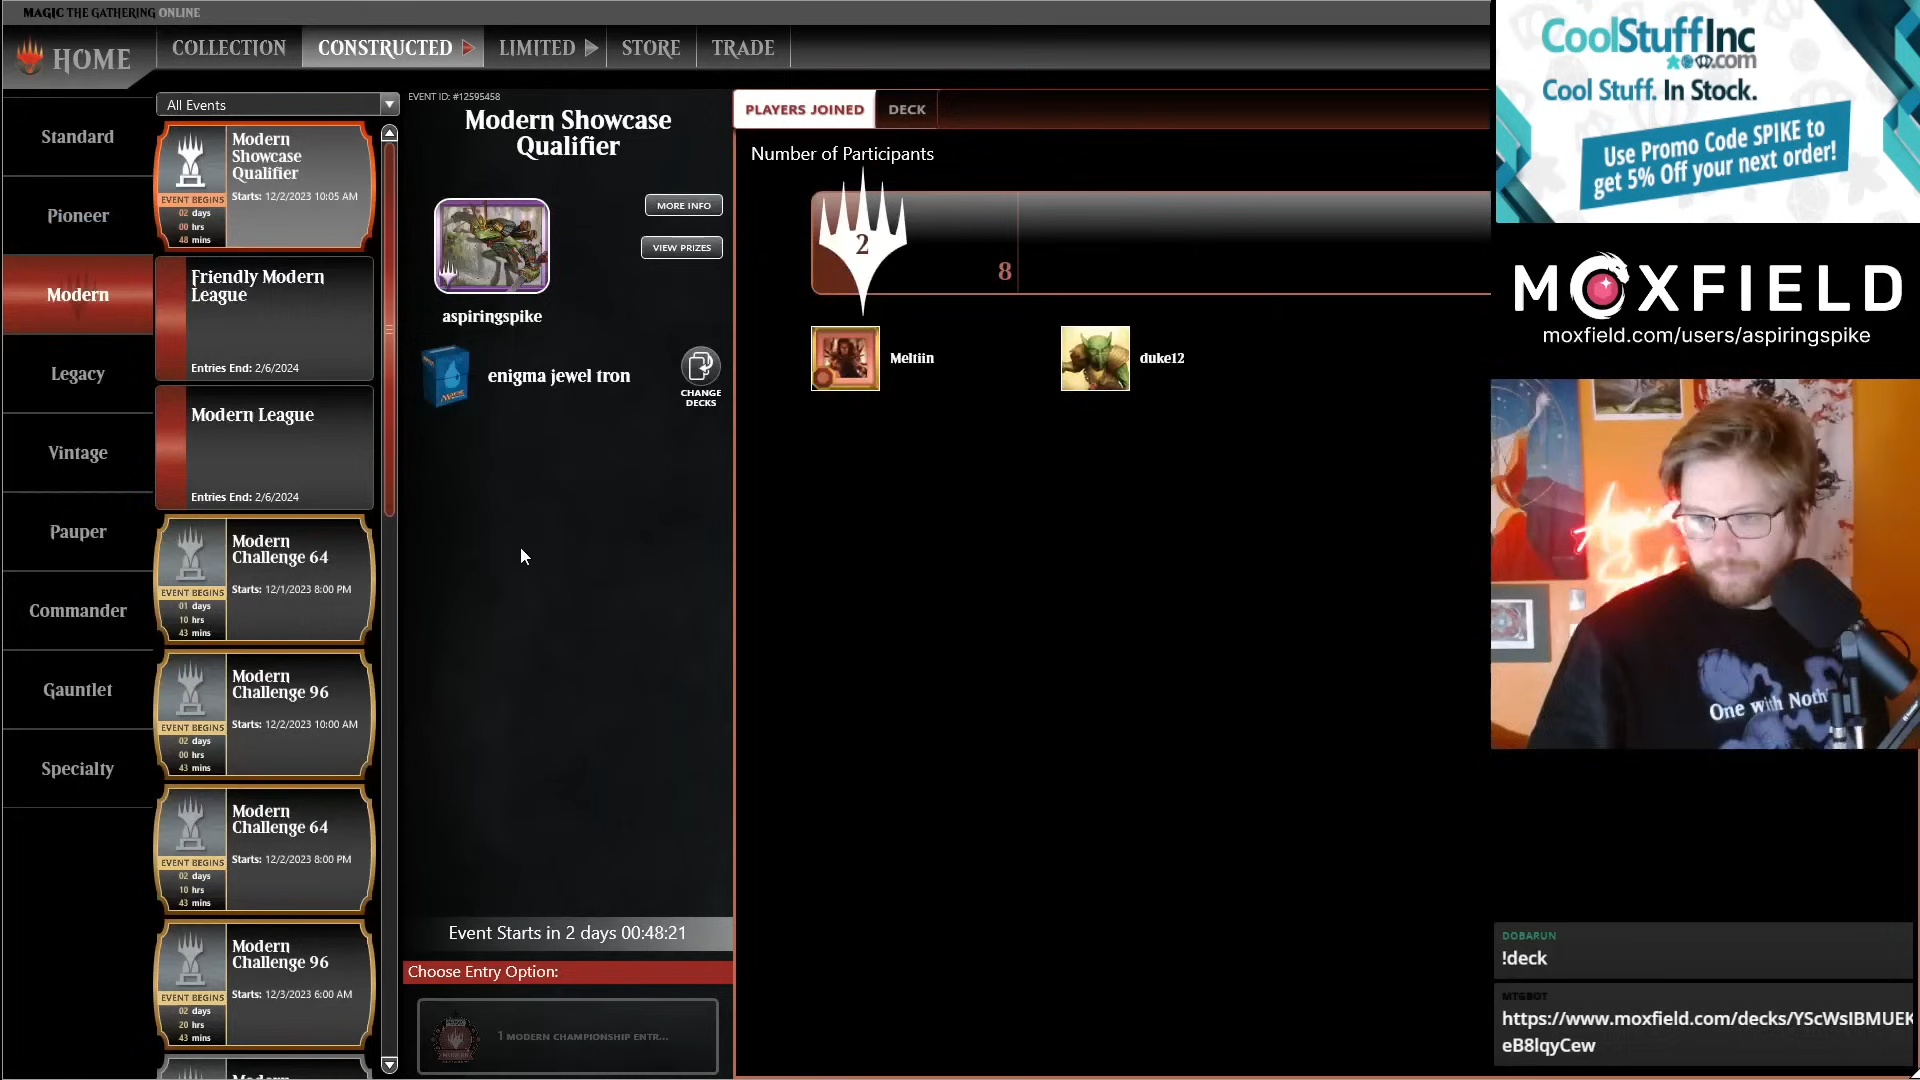 MAGIC THE GATHERING ONLINE
HOME
COLLECTION
CONSTRUCTED
LIMITED
STORE
TRADE
Standard
Pioneer
Modern
Legacy
Vintage
Pauper
Commander
Gauntlet
Specialty
All Events
Modern
Showcase
Qualifier
Starts: 12/2/2023 10:05 AM
EVENT BEGINS
02 days
00 hrs
48 mins
Friendly Modern
League
Entries End: 2/6/2024
Modern League
Entries End: 2/6/2024
Modern
Challenge 64
Starts: 12/1/2023 8:00 PM
EVENT BEGINS
01 days
10 hrs
43 mins
Modern
Challenge 96
Starts: 12/2/2023 10:00 AM
EVENT BEGINS
02 days
00 hrs
43 mins
Modern
Challenge 64
Starts: 12/2/2023 8:00 PM
EVENT BEGINS
02 days
10 hrs
43 mins
Modern
Challenge 96
Starts: 12/3/2023 6:00 AM
EVENT BEGINS
02 days
20 hrs
43 mins
EVENT ID: #12595458
Modern Showcase
Qualifier
MORE INFO
VIEW PRIZES
aspiringspike
enigma jewel tron
CHANGE
DECKS
Event Starts in 2 days 00:48:21
Choose Entry Option:
1 MODERN CHAMPIONSHIP ENTR...
PLAYERS JOINED
DECK
Number of Participants
2
8
Meltiin
duke12
CoolStuffInc
.com
Cool Stuff. In Stock.
Use Promo Code SPIKE to
get 5% Off your next order!
MOXFIELD
moxfield.com/users/aspiringspike
One with Noth
DOBARUN
!deck
MTGBOT
https://www.moxfield.com/decks/YScWsIBMUEK
eB8lqyCew